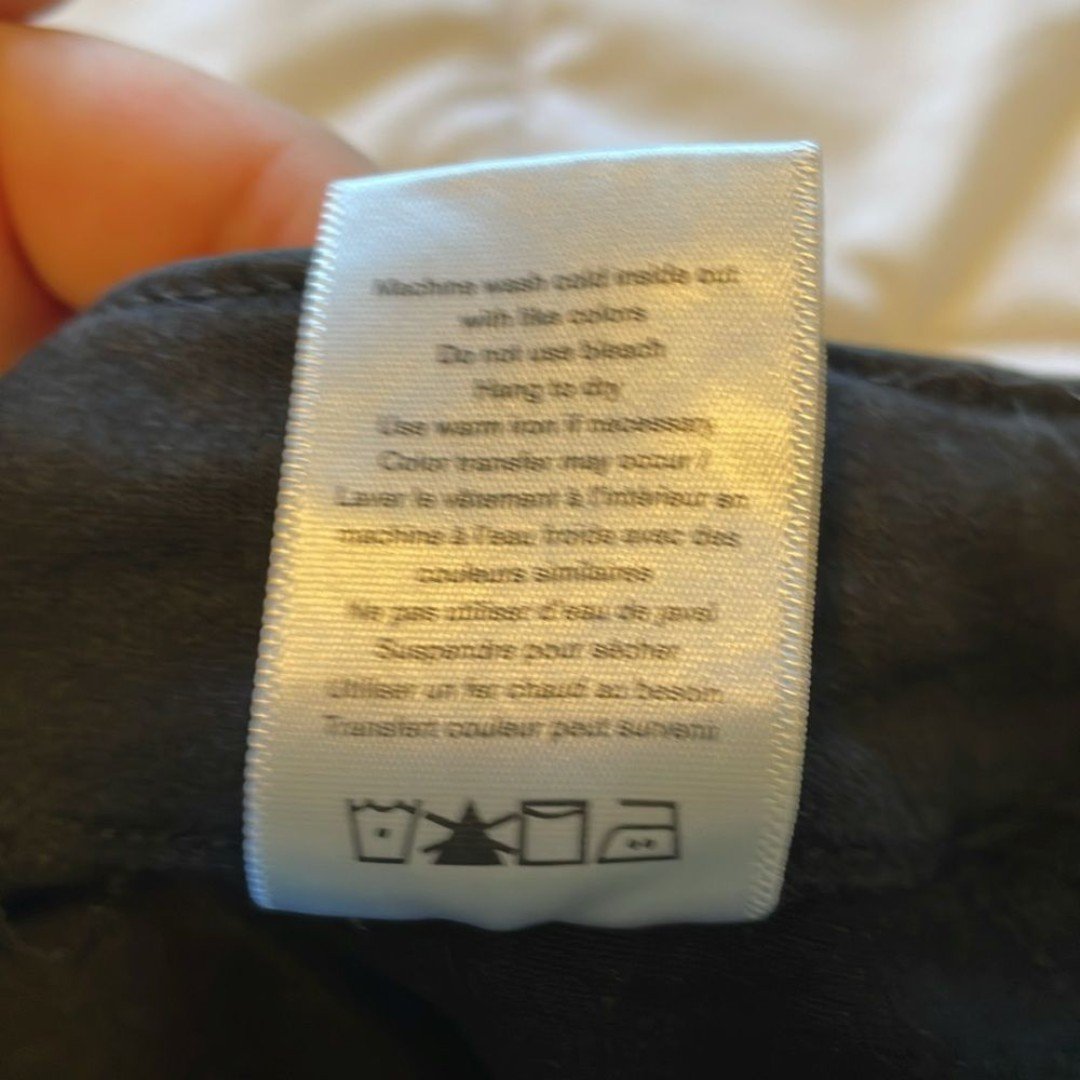 Machine wash cold inside out
with like colors
Do not use bleach
Hang to dry
Use warm iron if necessary
Color transfer may occur /
Laver le vêtement à l'intérieur en
machine à l'eau froide avec des
couleurs similaires
Ne pas utiliser d'eau de javel
Suspendre pour sécher
Utiliser un fer chaud au besoin
Transfert couleur peut survenir